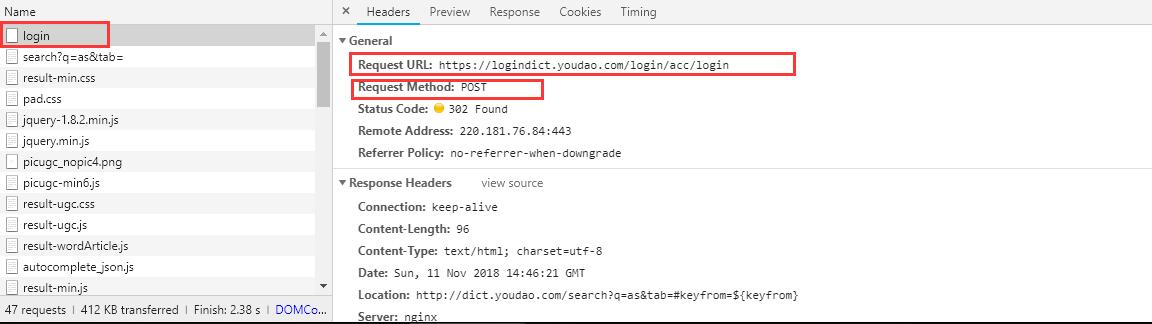 Name
login
search?q=as&tab=
result-min.css
pad.css
jquery-1.8.2.min.js
jquery.min.js
picugc_nopic4.png
picugc-min6.js
result-ugc.css
result-ugc.js
result-wordArticle.js
autocomplete_json.js
result-min.js
47 requests | 412 KB transferred | Finish: 2.38 s | DOMCo...
× Headers Preview Response Cookies Timing
General
Request URL: https://logindict.youdao.com/login/acc/login
Request Method: POST
Status Code: 302 Found
Remote Address: 220.181.76.84:443
Referrer Policy: no-referrer-when-downgrade
Response Headers view source
Connection: keep-alive
Content-Length: 96
Content-Type: text/html; charset=utf-8
Date: Sun, 11 Nov 2018 14:46:21 GMT
Location: http://dict.youdao.com/search?q=as&tab=#keyfrom=${keyfrom}
Server: nginx